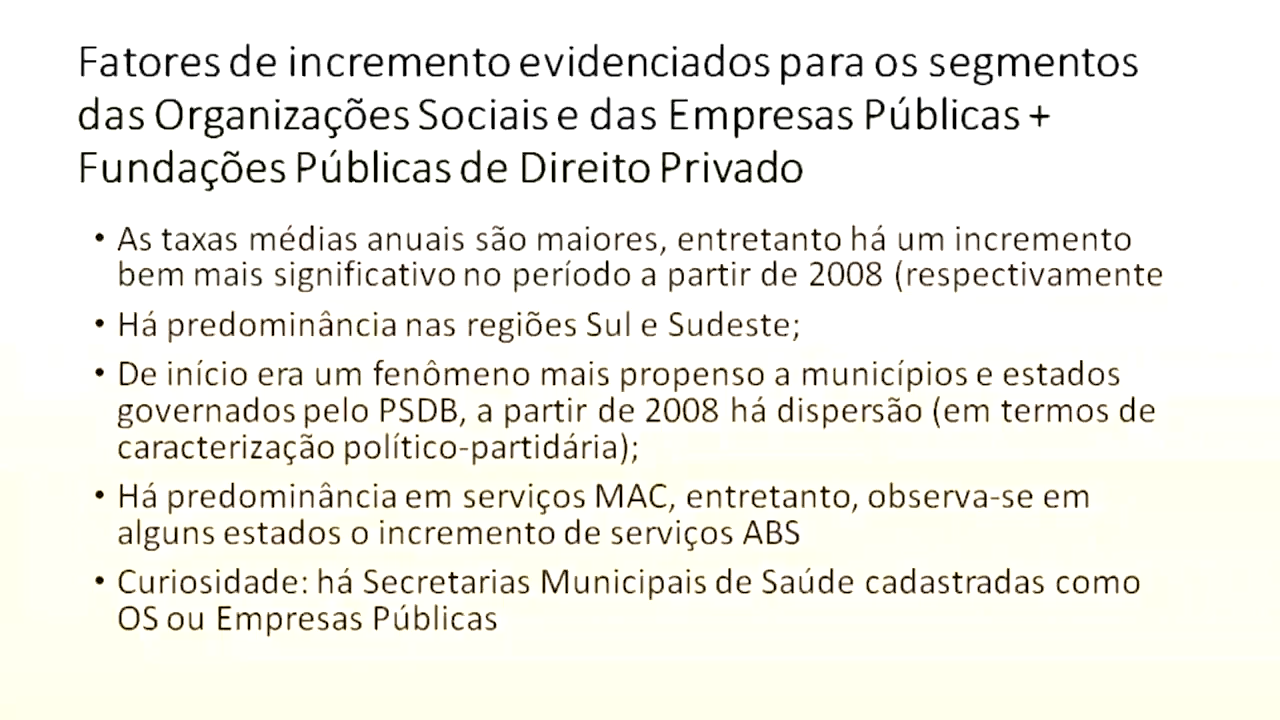 Fatores de incremento evidenciados para os segmentos
das Organizações Sociais e das Empresas Públicas +
Fundações Públicas de Direito Privado
• As taxas médias anuais são maiores, entretanto há um incremento
bem mais significativo no período a partir de 2008 (respectivamente
• Há predominância nas regiões Sul e Sudeste;
• De início era um fenômeno mais propenso a municípios e estados
governados pelo PSDB, a partir de 2008 há dispersão (em termos de
caracterização político-partidária);
• Há predominância em serviços MAC, entretanto, observa-se em
alguns estados o incremento de serviços ABS
• Curiosidade: há Secretarias Municipais de Saúde cadastradas como
OS ou Empresas Públicas